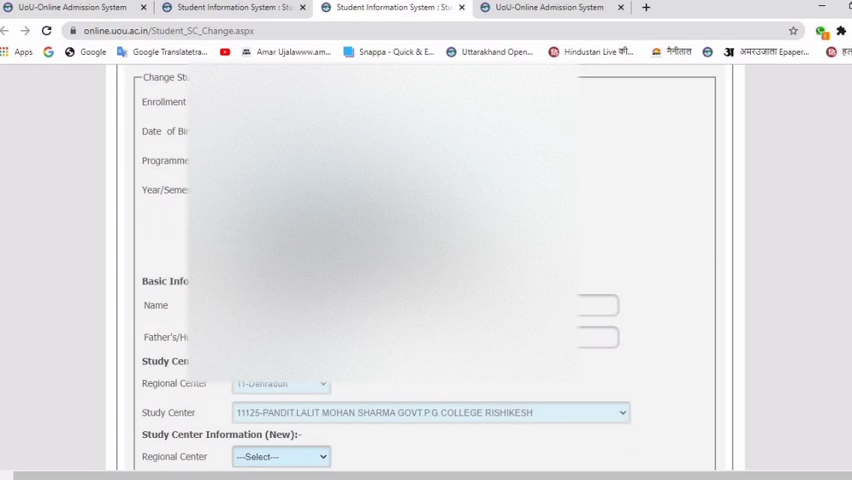 UoU-Online Admission System
Student Information System : Stu
Student Information System : Stu
UoU-Online Admission System
online.uou.ac.in/Student_SC_Change.aspx
Apps
Google
Google Translatetra...
Amar Ujalawww.am...
Snappa - Quick & E...
Uttarakhand Open...
Hindustan Live की...
नैनीताल
अमरउजाता Epaper...
हल
Change Stu
Enrollment
Date of Bir
Programme
Year/Semes
Basic Info
Name
Father's/Hu
Study Cen
Regional Center 11-Dehradun
Study Center 11125-PANDIT.LALIT MOHAN SHARMA GOVT.P.G.COLLEGE RISHIKESH
Study Center Information (New):-
Regional Center ---Select---